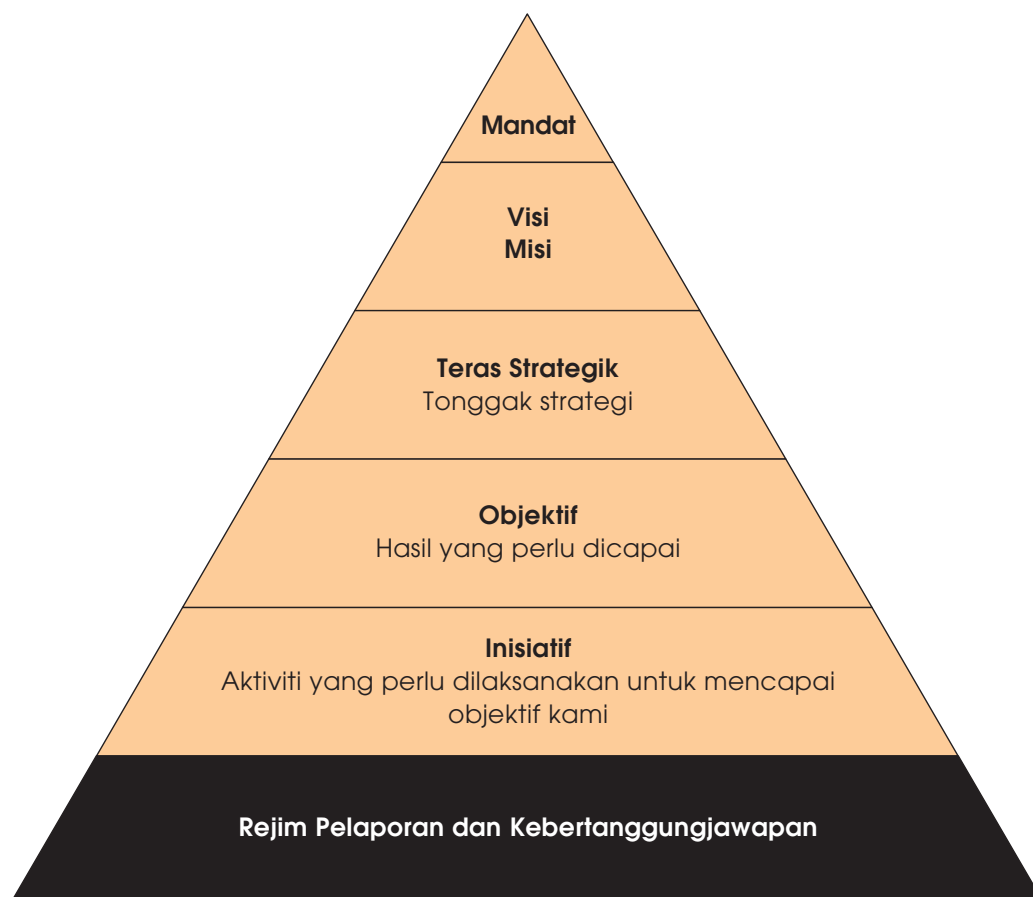 Mandat
Visi
Misi
Teras Strategik
Tonggak strategi
Objektif
Hasil yang perlu dicapai
Inisiatif
Aktiviti yang perlu dilaksanakan untuk mencapai
objektif kami
Rejim Pelaporan dan Kebertanggungjawapan